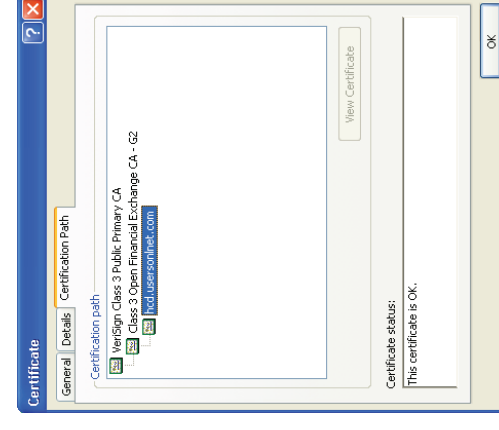 Certificate
General Details Certification Path
Certification path
VeriSign Class 3 Public Primary CA
Class 3 Open Financial Exchange CA - G2
hcd.usersonlnet.com
View Certificate
Certificate status:
This certificate is OK.
OK